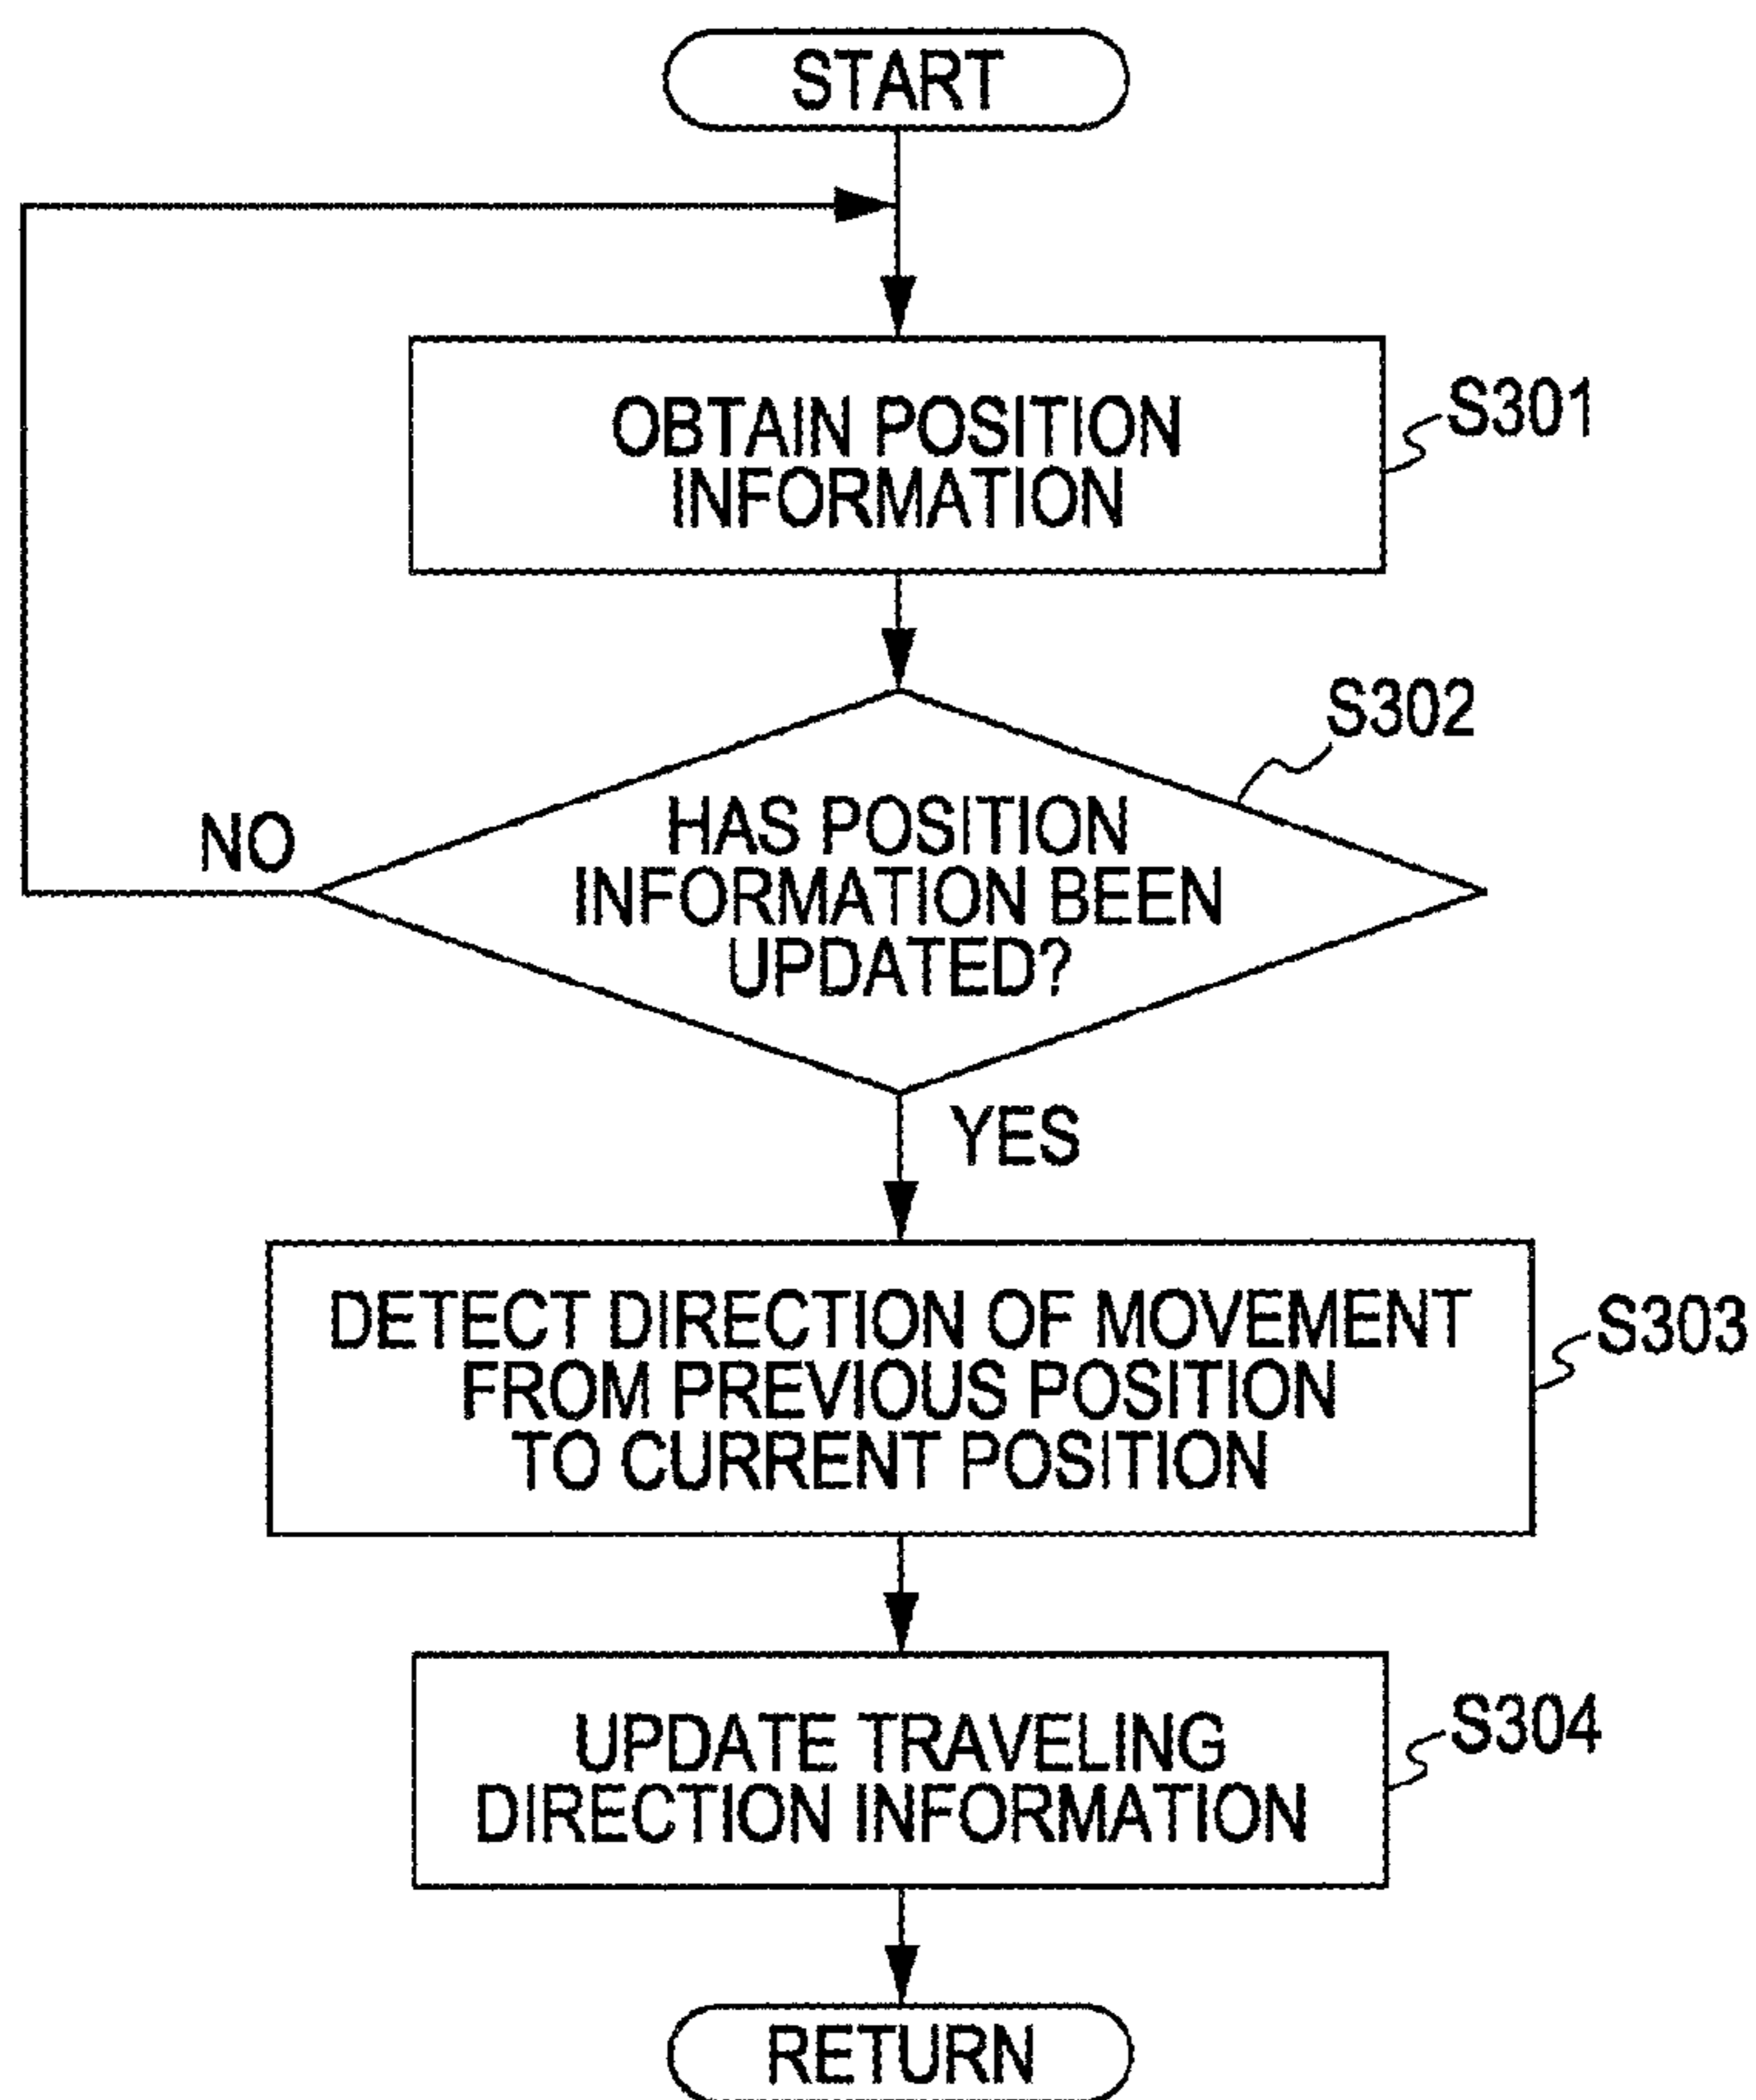 START
OBTAIN POSITION
INFORMATION
S301
S302
HAS POSITION
INFORMATION BEEN
UPDATED?
NO
YES
DETECT DIRECTION OF MOVEMENT
FROM PREVIOUS POSITION
TO CURRENT POSITION
S303
UPDATE TRAVELING
DIRECTION INFORMATION
S304
RETURN